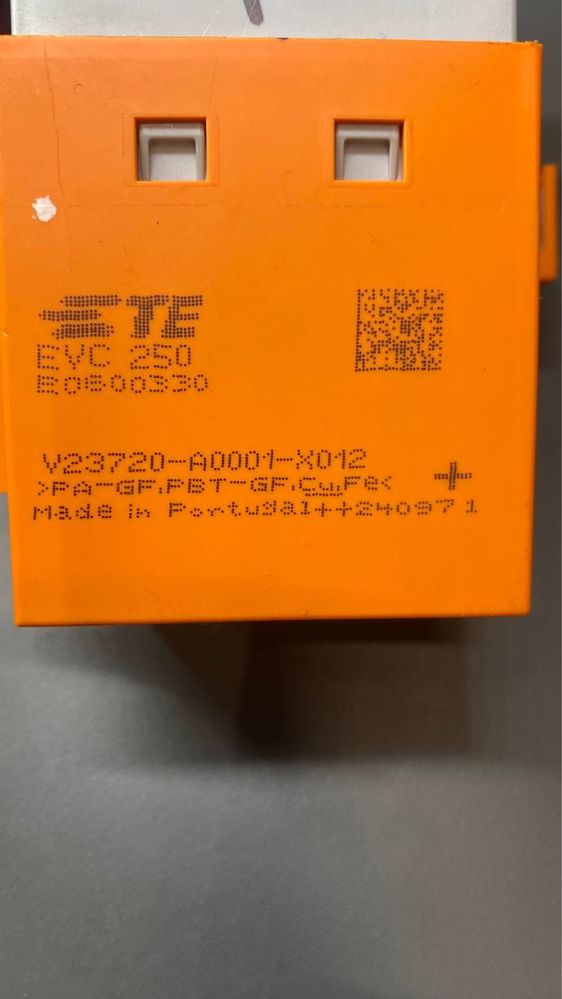 TE
EVC 250
E0600330
V23720-A0001-X012
>PA-GF,PBT-GF,Cu,Fe<
+
Made in Portugal++240971